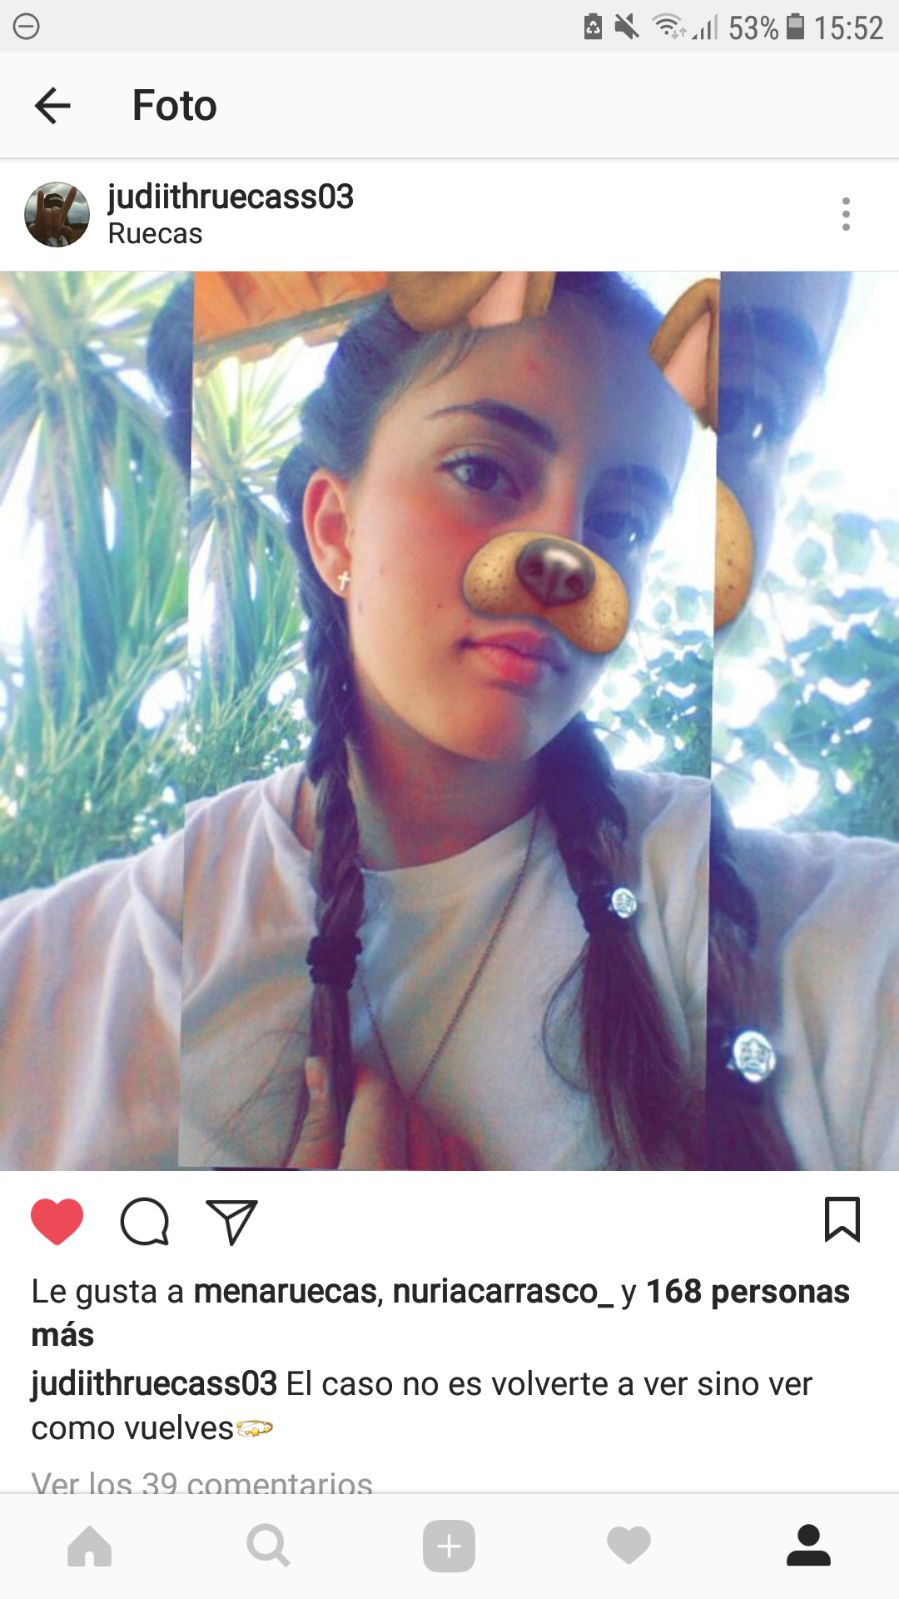 53% 15:52
Foto
judiithruecass03
Ruecas
Le gusta a menaruecas, nuriacarrasco_ y 168 personas
más
judiithruecass03 El caso no es volverte a ver sino ver
como vuelves💫
Ver los 39 comentarios